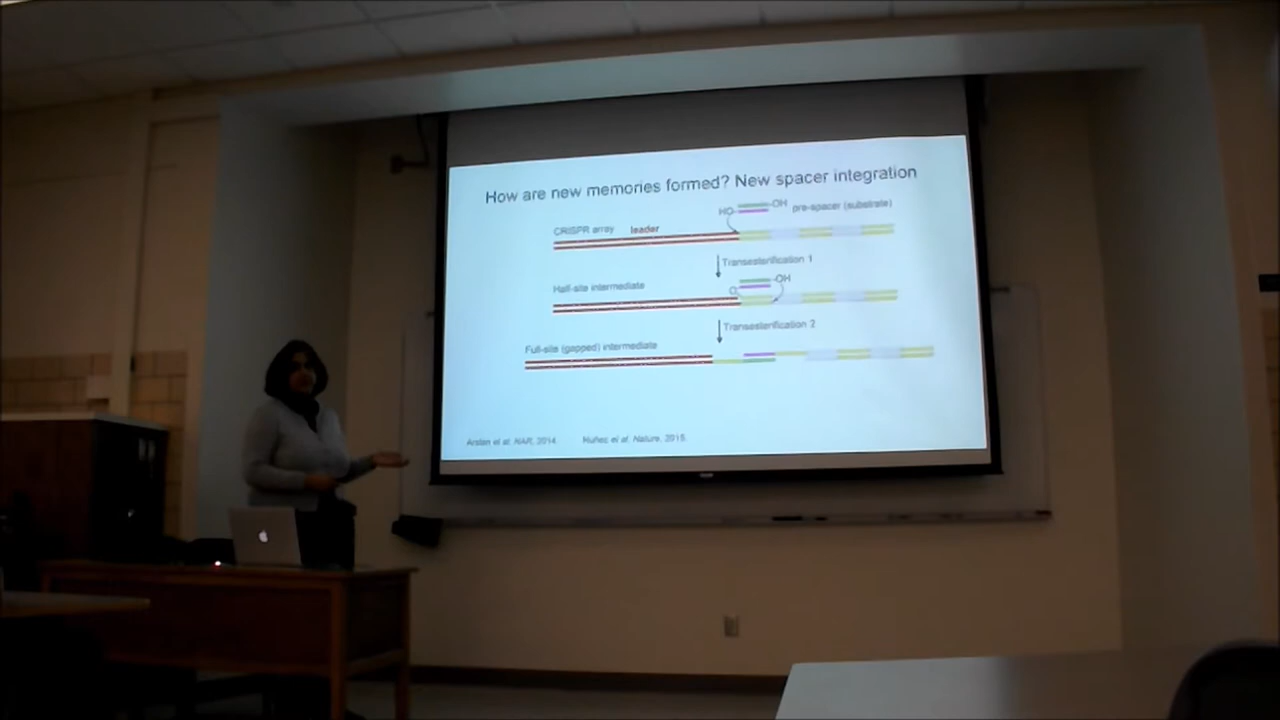 How are new memories formed? New spacer integration
HO -OH pre-spacer (substrate)
CRISPR array leader
Transesterification 1
-OH
Half-site intermediate O
Transesterification 2
Full-site (gapped) intermediate
Arslan et al. NAR, 2014. Nuñez et al. Nature, 2015.